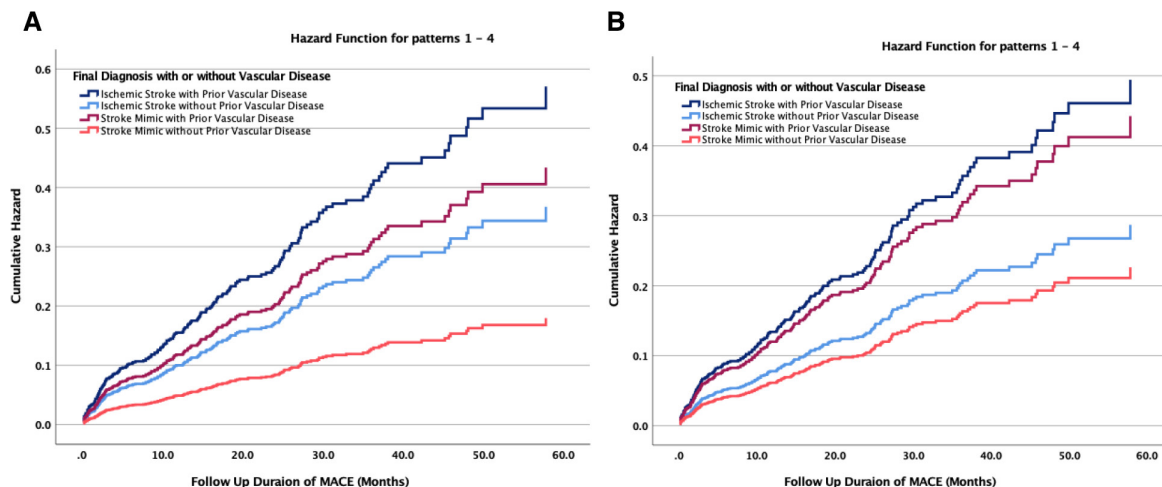 A
Hazard Function for patterns 1 – 4
Final Diagnosis with or without Vascular Disease
Ischemic Stroke with Prior Vascular Disease
Ischemic Stroke without Prior Vascular Disease
Stroke Mimic with Prior Vascular Disease
Stroke Mimic without Prior Vascular Disease
Cumulative Hazard
0.6
0.5
0.4
0.3
0.2
0.1
0.0
.0 10.0 20.0 30.0 40.0 50.0 60.0
Follow Up Duraion of MACE (Months)
B
Hazard Function for patterns 1 – 4
Final Diagnosis with or without Vascular Disease
Ischemic Stroke with Prior Vascular Disease
Ischemic Stroke without Prior Vascular Disease
Stroke Mimic with Prior Vascular Disease
Stroke Mimic without Prior Vascular Disease
Cumulative Hazard
0.5
0.4
0.3
0.2
0.1
0.0
.0 10.0 20.0 30.0 40.0 50.0 60.0
Follow Up Duraion of MACE (Months)